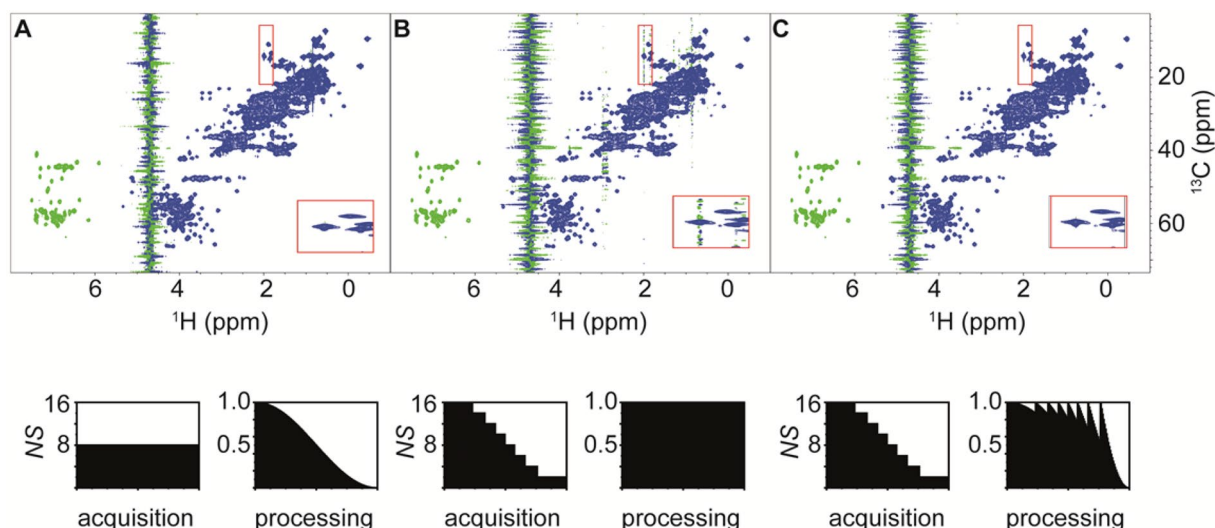 A B C
20
40
60
¹³C (ppm)
6 4 2 0 6 4 2 0 6 4 2 0
¹H (ppm) ¹H (ppm) ¹H (ppm)
16 1.0 16 1.0 16 1.0
NS 8 0.5 NS 8 0.5 NS 8 0.5
acquisition processing acquisition processing acquisition processing